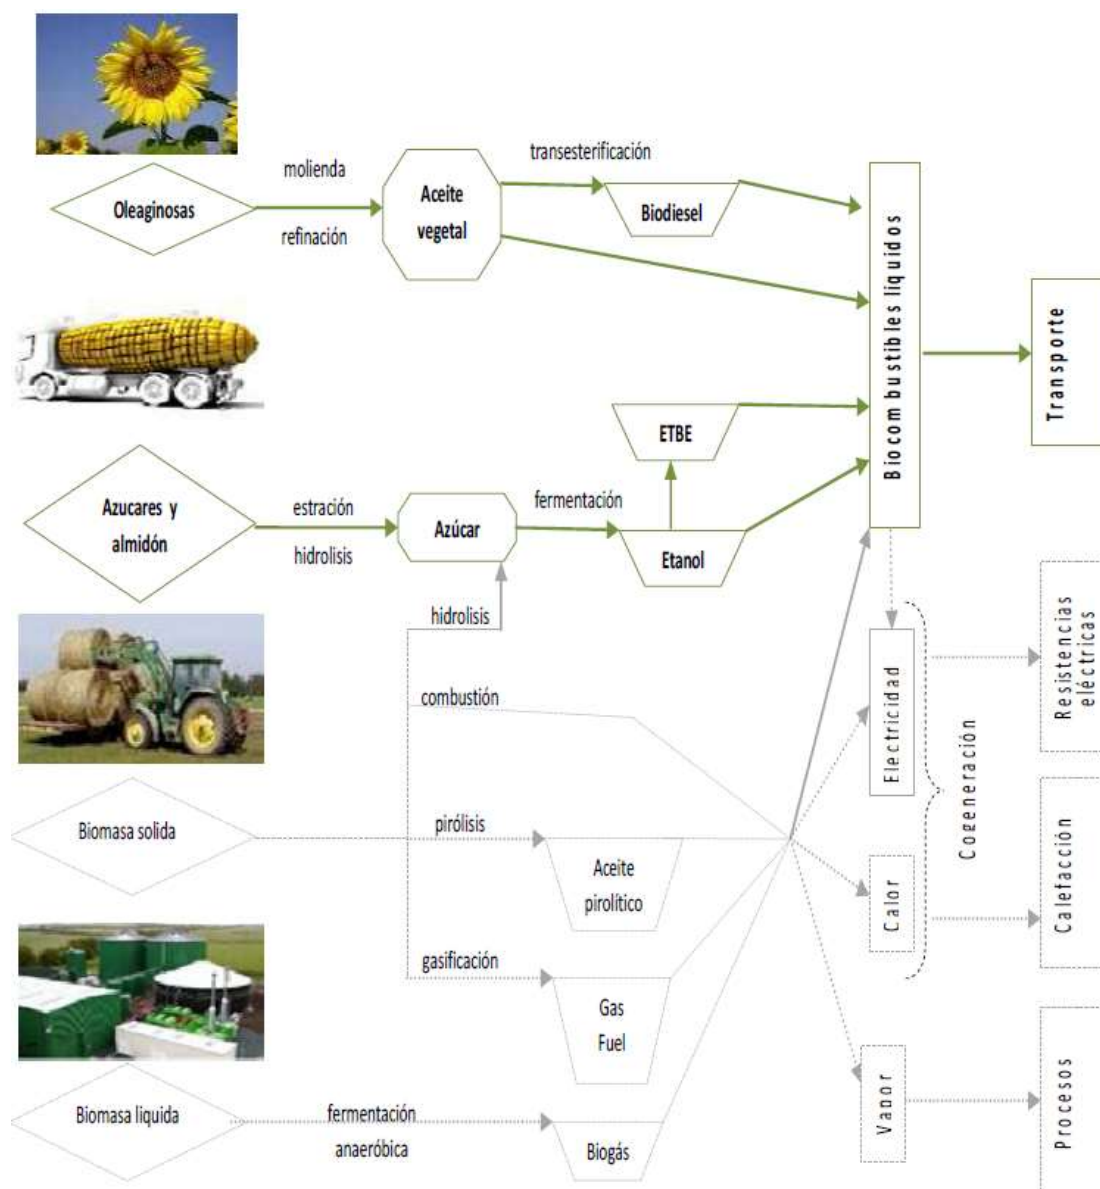 molienda
transesterificación
Oleaginosas
Aceite
vegetal
Biodiesel
refinación
Biocombustibles liquidos
Transporte
ETBE
Azucares y
almidón
estración
hidrolisis
Azúcar
fermentación
Etanol
hidrolisis
combustión
Electricidad
Resistencias
eléctricas
Cogeneración
Biomasa solida
pirólisis
Aceite
pirolítico
Calor
Calefacción
gasificación
Gas
Fuel
Biomasa liquida
fermentación
anaeróbica
Biogás
Vapor
Procesos